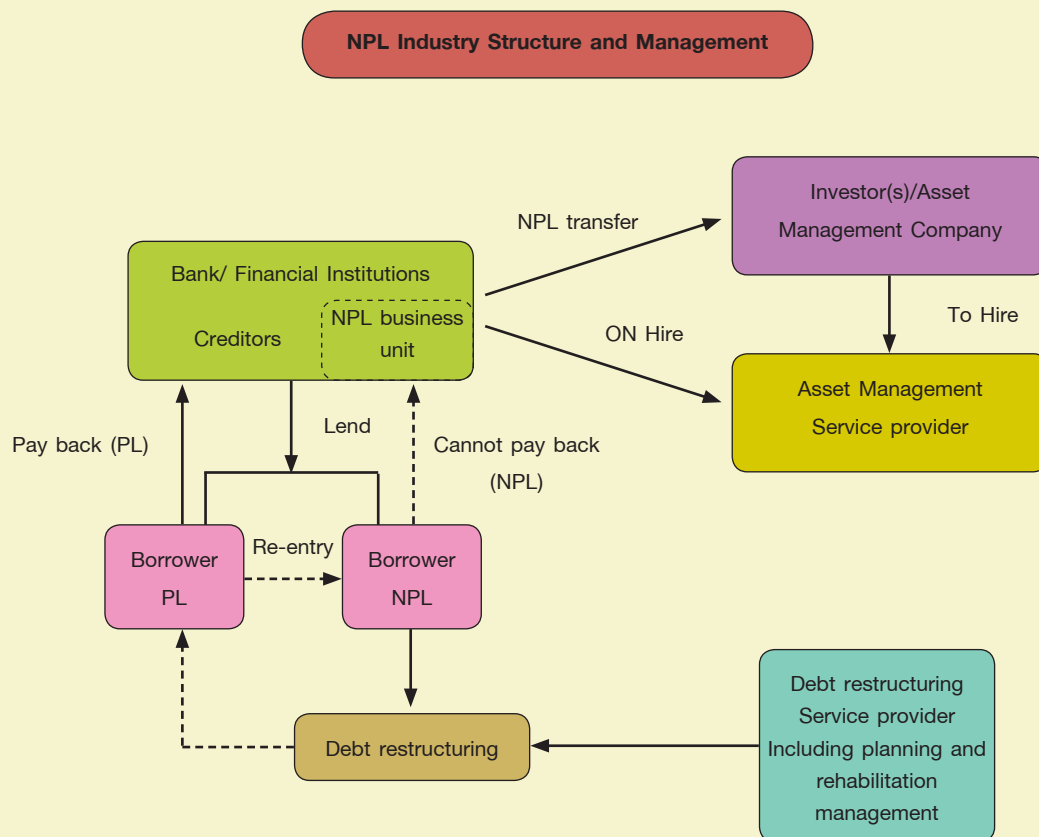 NPL Industry Structure and Management
Investor(s)/Asset
Management Company
NPL transfer
Bank/ Financial Institutions
NPL business
unit
Creditors
ON Hire
To Hire
Asset Management
Service provider
Lend
Pay back (PL)
Cannot pay back
(NPL)
Borrower
PL
Re-entry
Borrower
NPL
Debt restructuring
Debt restructuring
Service provider
Including planning and
rehabilitation
management